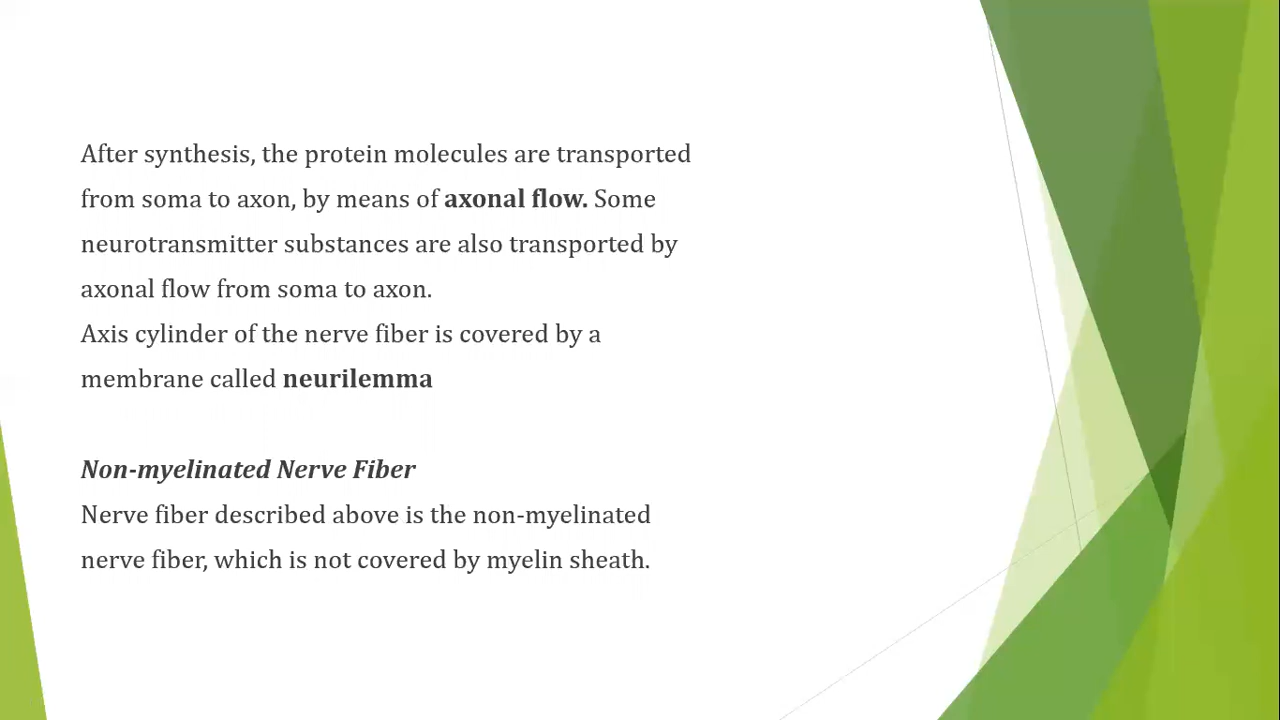 After synthesis, the protein molecules are transported
from soma to axon, by means of axonal flow. Some
neurotransmitter substances are also transported by
axonal flow from soma to axon.
Axis cylinder of the nerve fiber is covered by a
membrane called neurilemma
Non-myelinated Nerve Fiber
Nerve fiber described above is the non-myelinated
nerve fiber, which is not covered by myelin sheath.